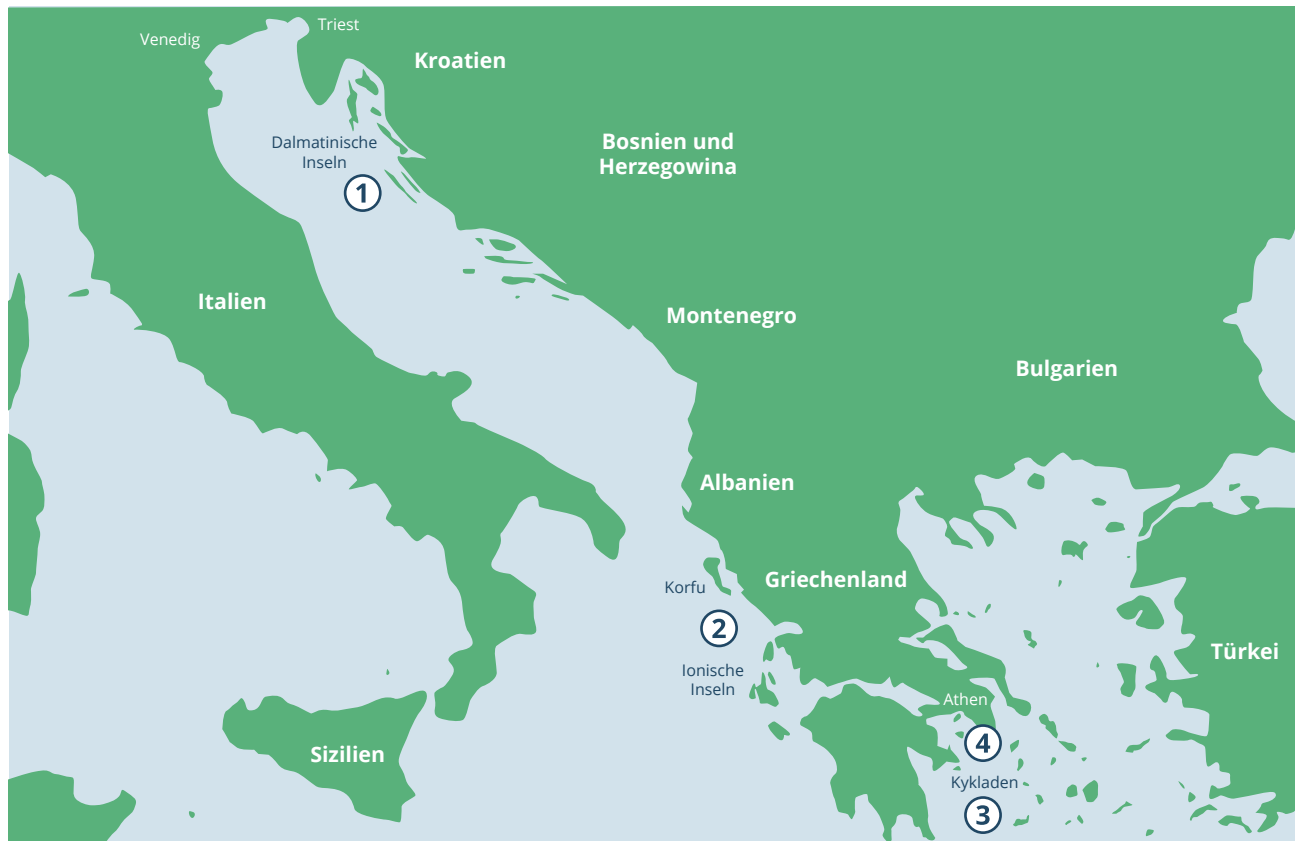 Triest
Venedig
Kroatien
Dalmatinische
Inseln
1
Bosnien und
Herzegowina
Italien
Montenegro
Bulgarien
Albanien
Griechenland
Korfu
2
Ionische
Inseln
Türkei
Athen
4
Sizilien
Kykladen
3